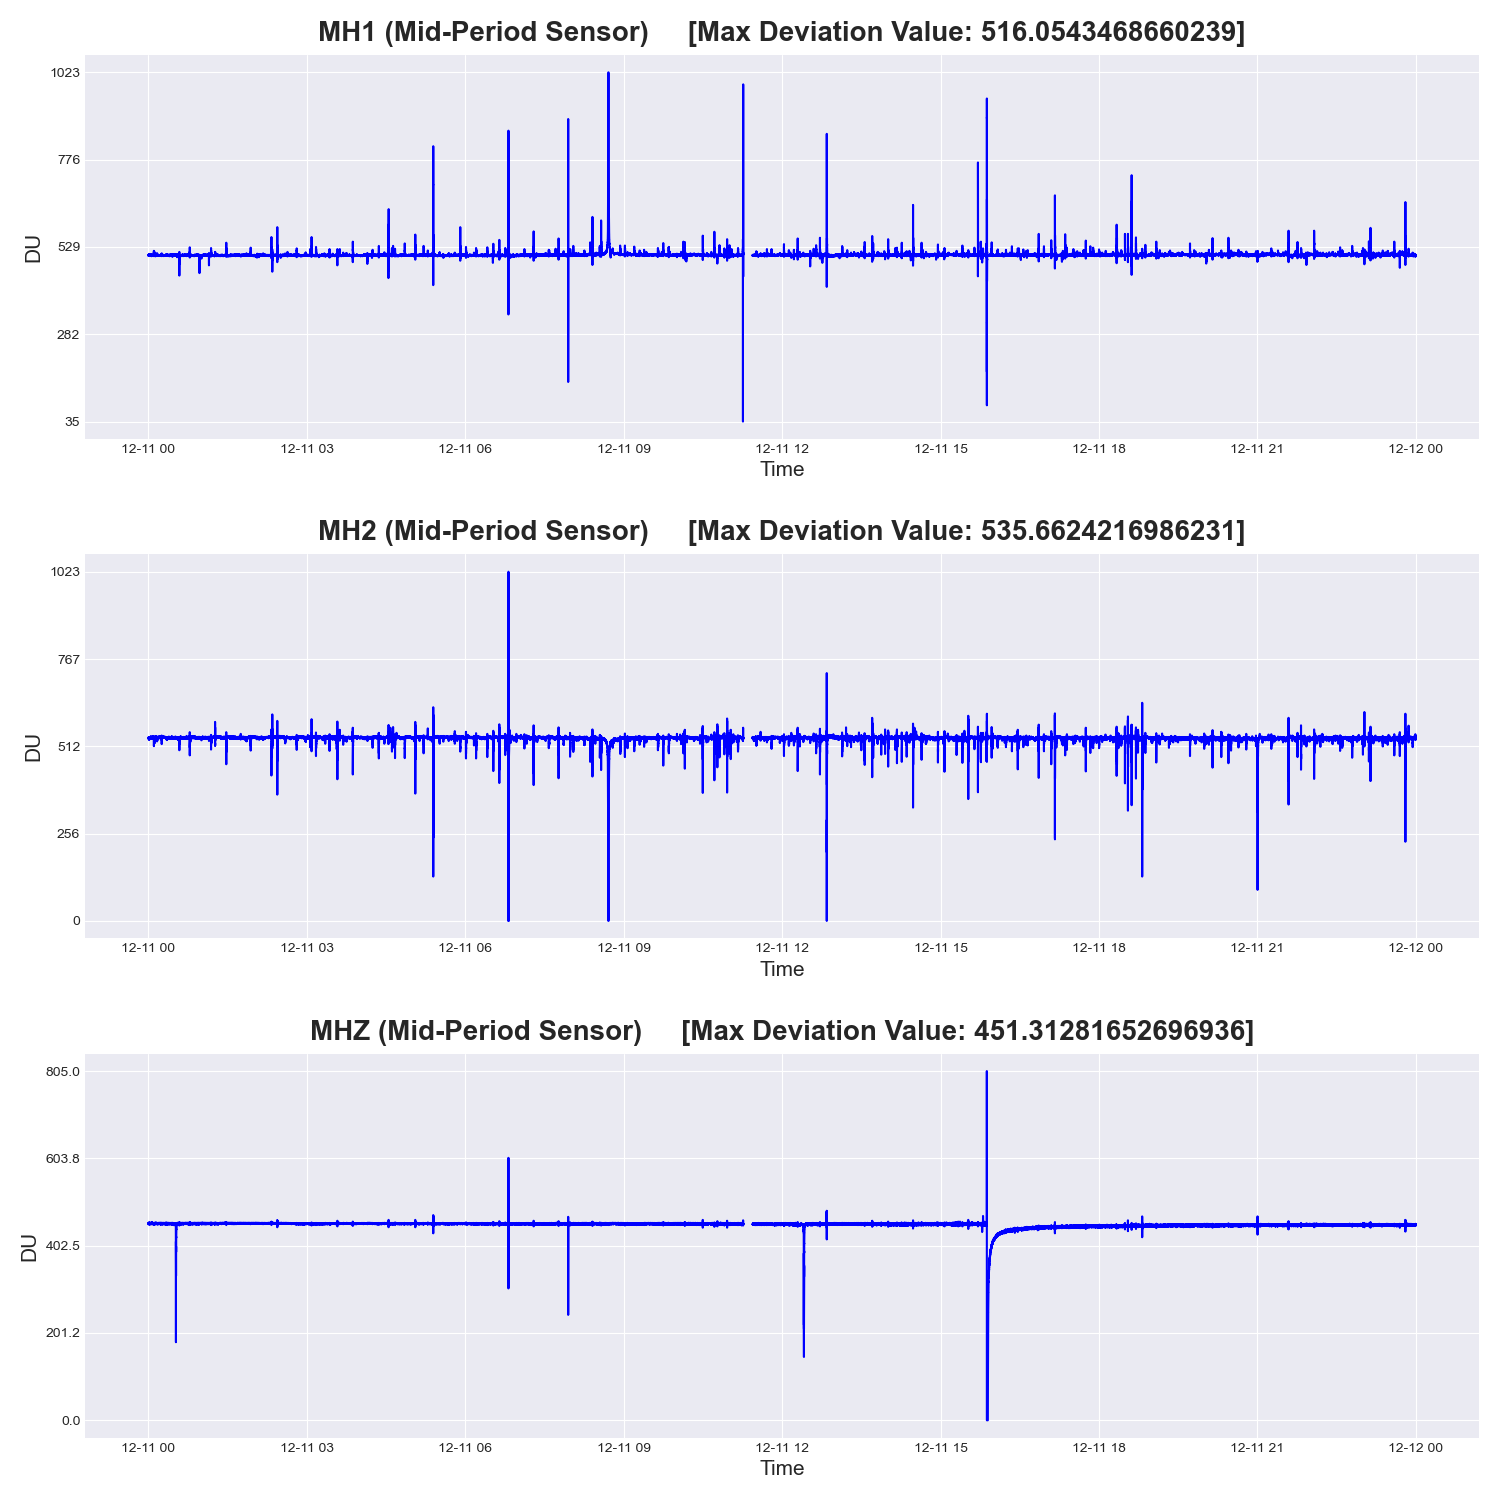 MH1 (Mid-Period Sensor)     [Max Deviation Value: 516.0543468660239]
1023
776
529
282
35
DU
12-11 00 12-11 03 12-11 06 12-11 09 12-11 12 12-11 15 12-11 18 12-11 21 12-12 00
Time
MH2 (Mid-Period Sensor)     [Max Deviation Value: 535.6624216986231]
1023
767
512
256
0
DU
12-11 00 12-11 03 12-11 06 12-11 09 12-11 12 12-11 15 12-11 18 12-11 21 12-12 00
Time
MHZ (Mid-Period Sensor)     [Max Deviation Value: 451.31281652696936]
805.0
603.8
402.5
201.2
0.0
DU
12-11 00 12-11 03 12-11 06 12-11 09 12-11 12 12-11 15 12-11 18 12-11 21 12-12 00
Time